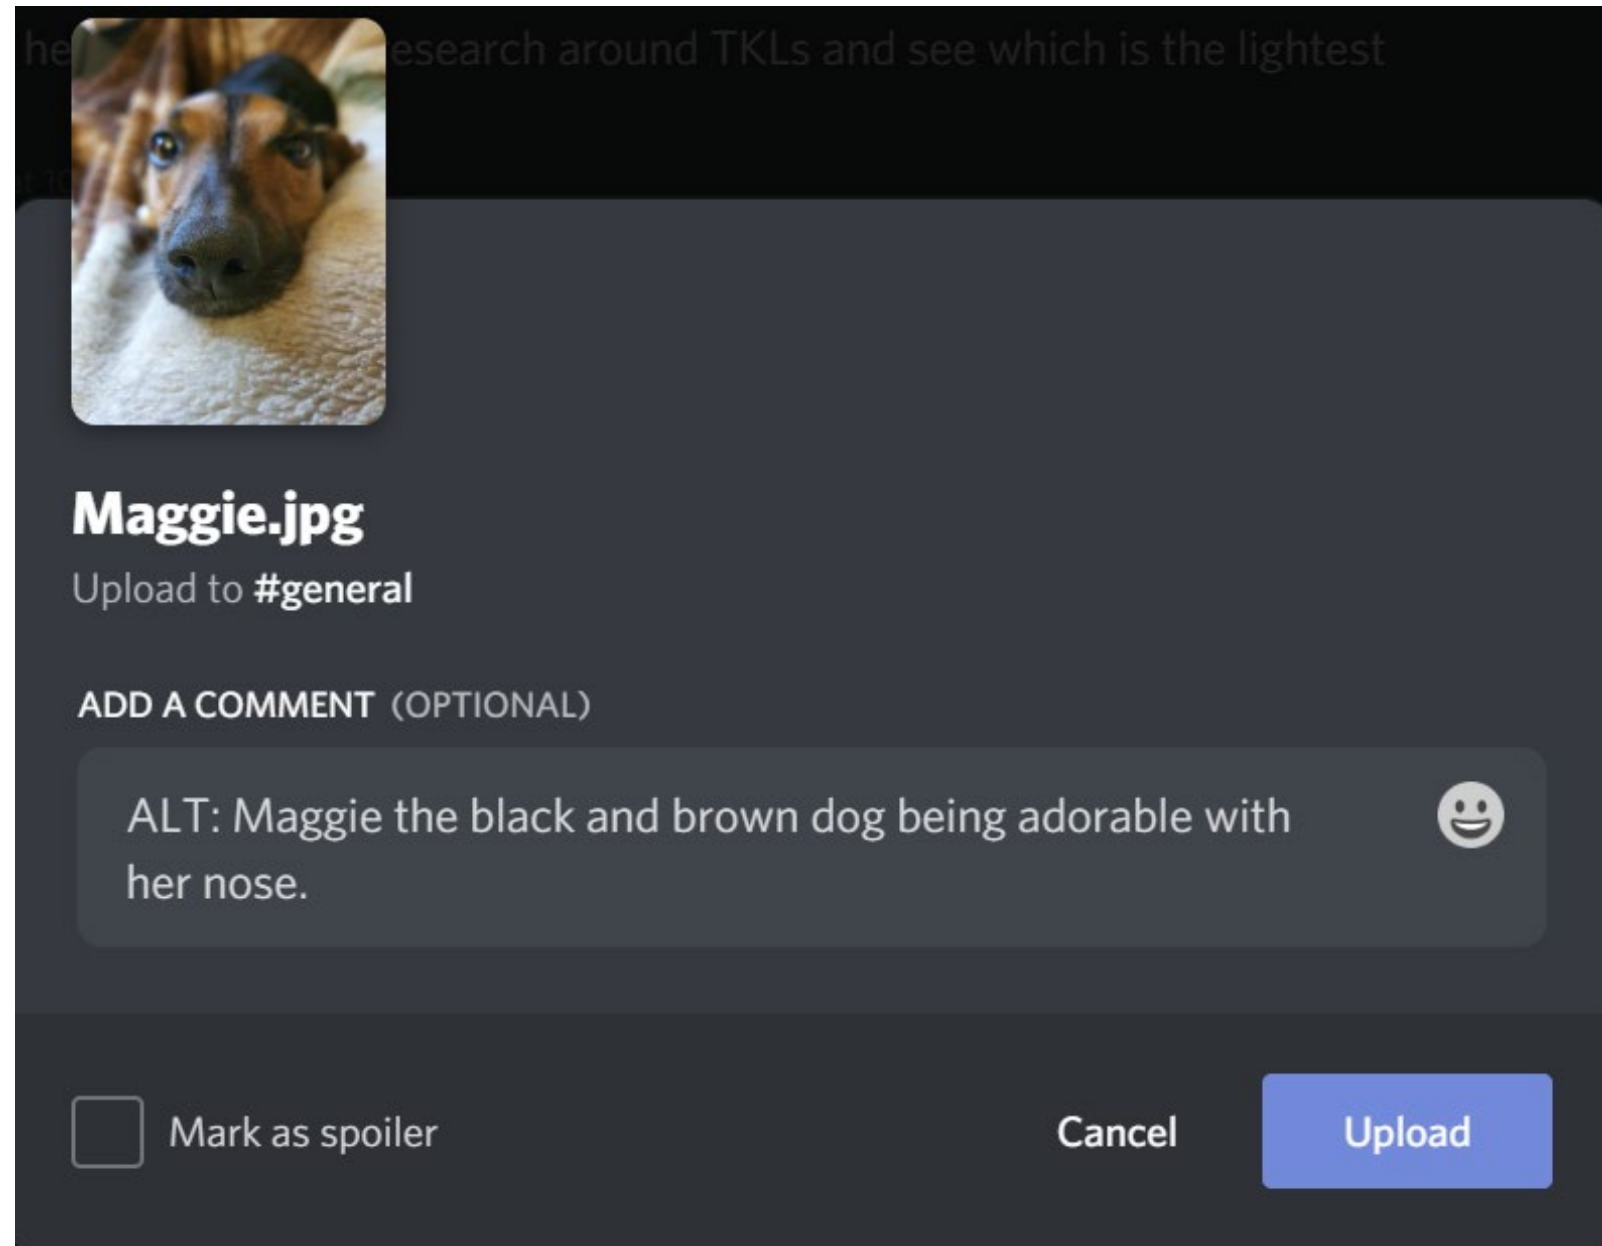 he esearch around TKLs and see which is the lightest
Maggie.jpg
Upload to #general
ADD A COMMENT (OPTIONAL)
ALT: Maggie the black and brown dog being adorable with
her nose.
Mark as spoiler
Cancel
Upload